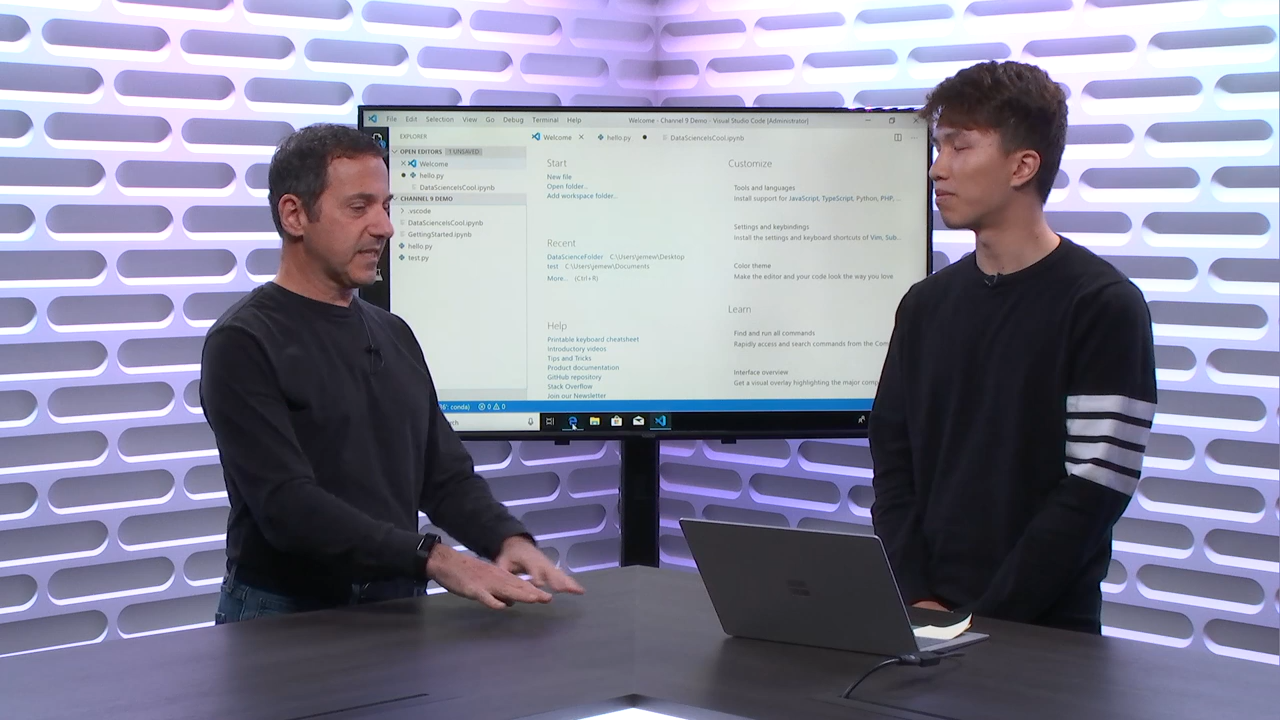 File Edit Selection View Go Debug Terminal Help
Welcome - Channel 9 Demo - Visual Studio Code [Administrator]
EXPLORER
Welcome
hello.py
DataScienceIsCool.ipynb
OPEN EDITORS 1 UNSAVED
Welcome
hello.py
DataScienceIsCool.ipynb
CHANNEL 9 DEMO
.vscode
DataScienceIsCool.ipynb
GettingStarted.ipynb
hello.py
test.py
Start
New file
Open folder...
Add workspace folder...
Recent
DataScienceFolder C:\Users\jemew\Desktop
test C:\Users\jemew\Documents
More... (Ctrl+R)
Help
Printable keyboard cheatsheet
Introductory videos
Tips and Tricks
Product documentation
GitHub repository
Stack Overflow
Join our Newsletter
Customize
Tools and languages
Install support for JavaScript, TypeScript, Python, PHP, ...
Settings and keybindings
Install the settings and keyboard shortcuts of Vim, Sub...
Color theme
Make the editor and your code look the way you love
Learn
Find and run all commands
Rapidly access and search commands from the Com
Interface overview
Get a visual overlay highlighting the major comp
conda) 0 0